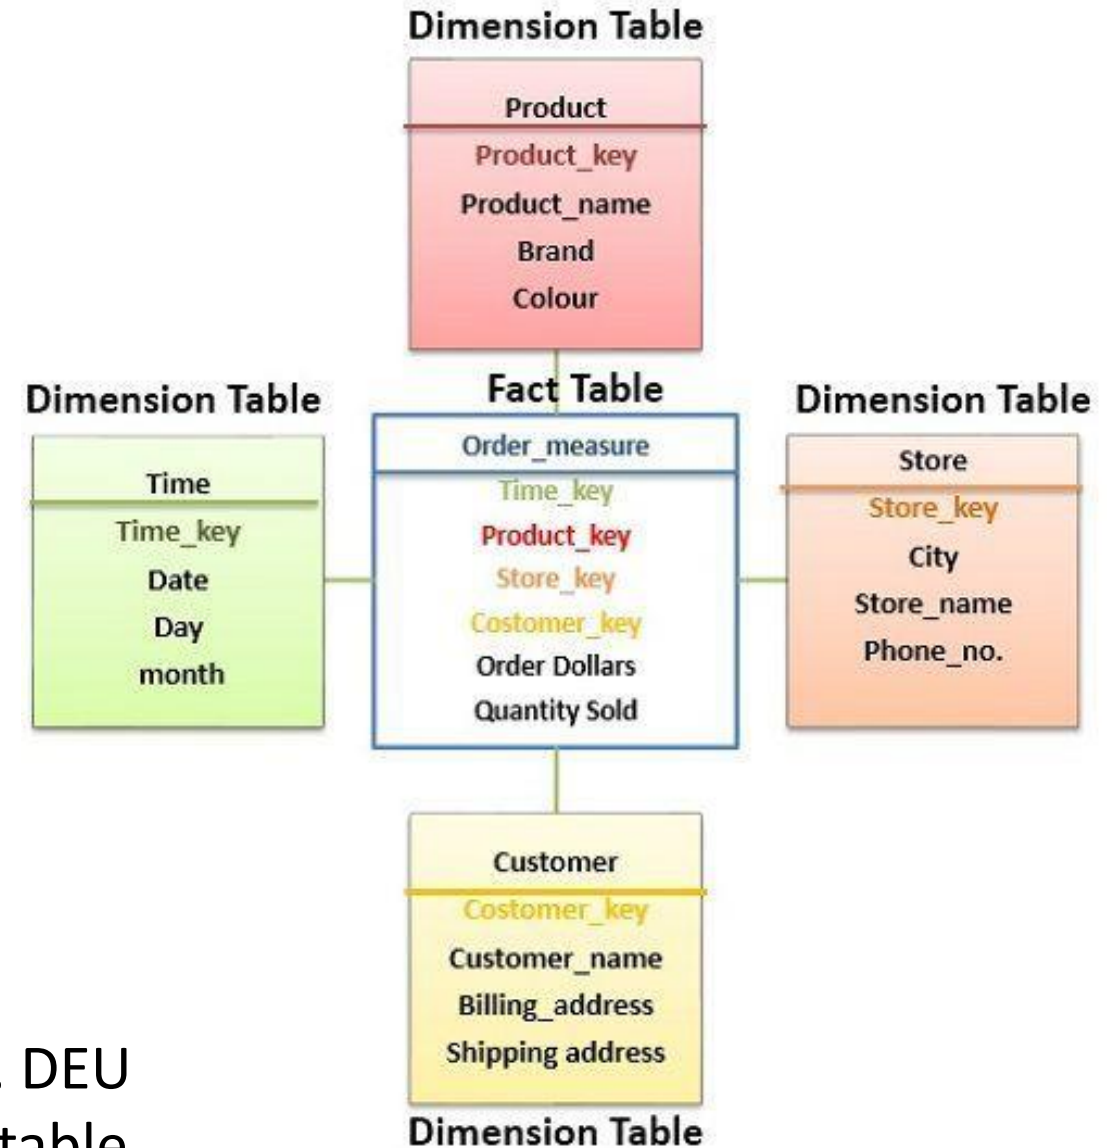 Dimension Table
Product
Product_key
Product_name
Brand
Colour
Dimension Table
Time
Time_key
Date
Day
month
Fact Table
Order_measure
Time_key
Product_key
Store_key
Costomer_key
Order Dollars
Quantity Sold
Dimension Table
Store
Store_key
City
Store_name
Phone_no.
Customer
Costomer_key
Customer_name
Billing_address
Shipping address
Dimension Table
. DEU
table